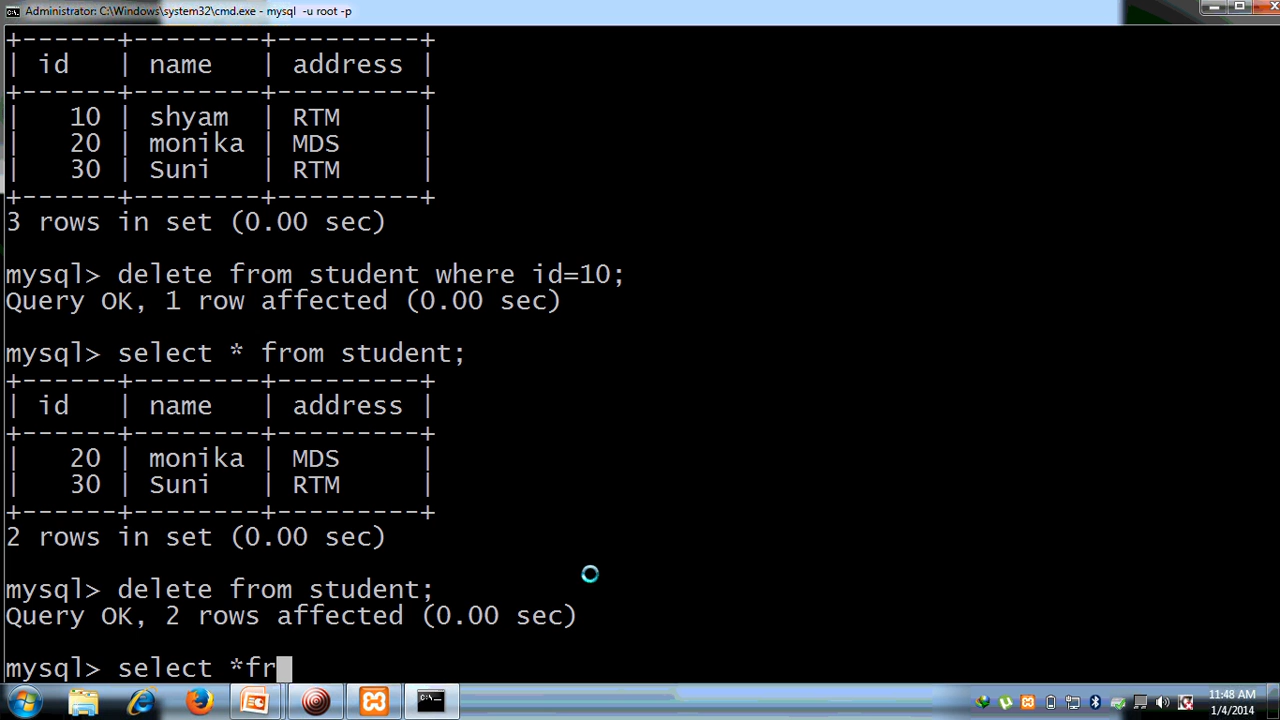 Administrator: C:\Windows\system32\cmd.exe - mysql  -u root -p
+------+--------+---------+
| id   | name   | address |
+------+--------+---------+
|   10 | shyam  | RTM     |
|   20 | monika | MDS     |
|   30 | Suni   | RTM     |
+------+--------+---------+
3 rows in set (0.00 sec)
mysql> delete from student where id=10;
Query OK, 1 row affected (0.00 sec)
mysql> select * from student;
+------+--------+---------+
| id   | name   | address |
+------+--------+---------+
|   20 | monika | MDS     |
|   30 | Suni   | RTM     |
+------+--------+---------+
2 rows in set (0.00 sec)
mysql> delete from student;
Query OK, 2 rows affected (0.00 sec)
mysql> select *fr
11:48 AM
1/4/2014